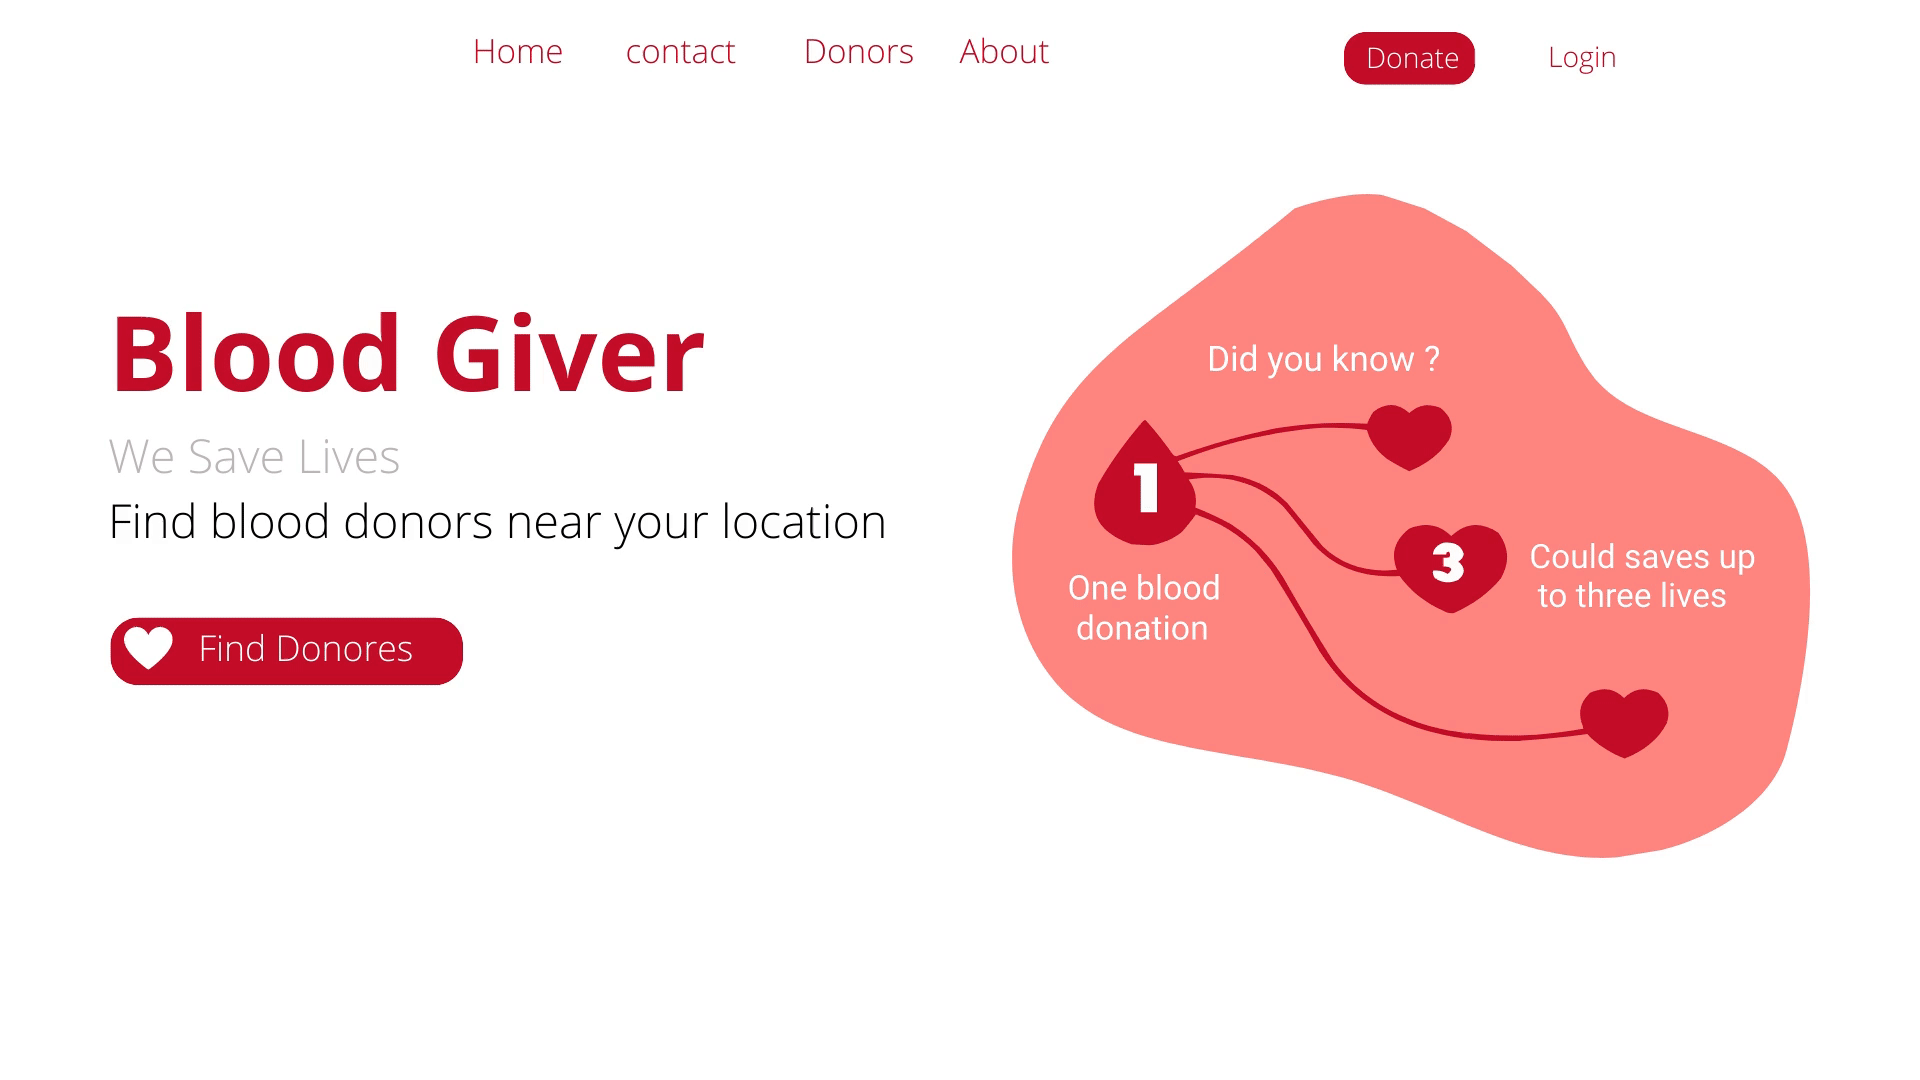 Home contact Donors About Donate Login
Blood Giver
We Save Lives
Find blood donors near your location
Find Donores
Did you know ?
1
One blood
donation
3
Could saves up
to three lives